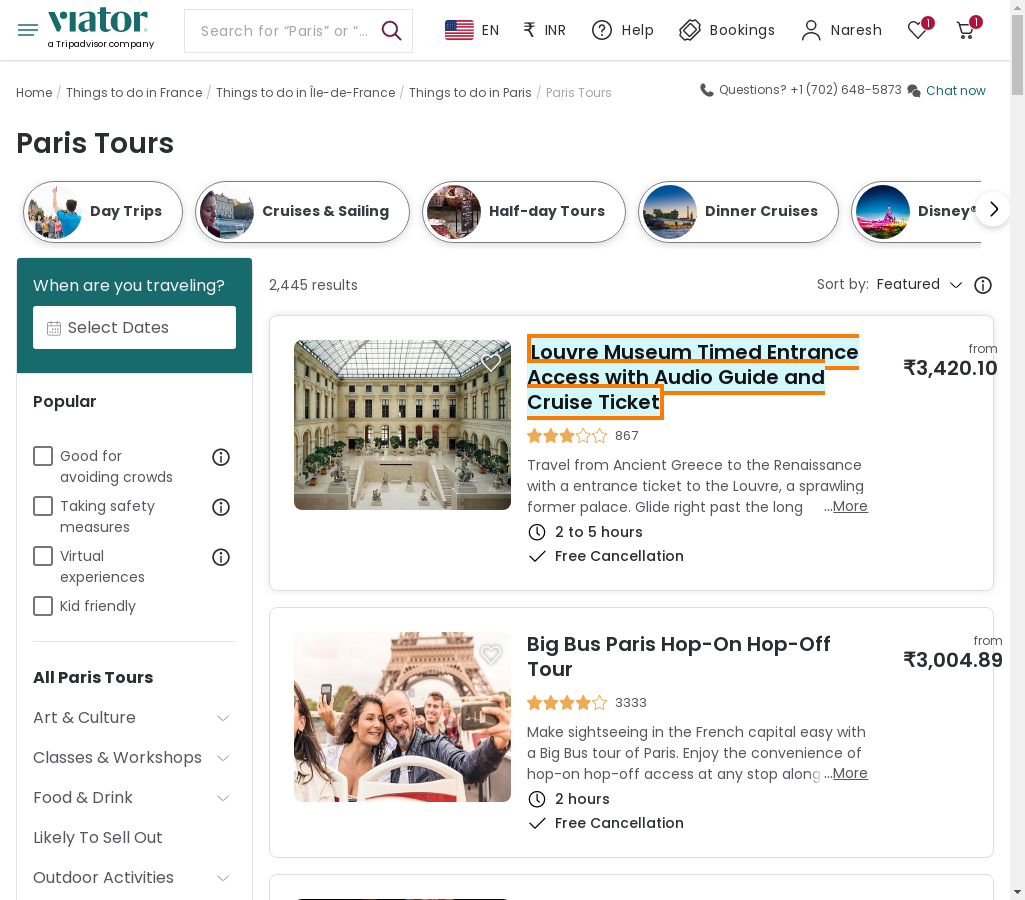 viator
a Tripadvisor company
Search for “Paris” or “...
EN
₹ INR
Help
Bookings
Naresh
1
1
Home / Things to do in France / Things to do in Île-de-France / Things to do in Paris / Paris Tours
Questions? +1 (702) 648-5873
Chat now
Paris Tours
Day Trips
Cruises & Sailing
Half-day Tours
Dinner Cruises
Disney®
When are you traveling?
Select Dates
2,445 results
Sort by: Featured
Popular
Good for
avoiding crowds
Taking safety
measures
Virtual
experiences
Kid friendly
All Paris Tours
Art & Culture
Classes & Workshops
Food & Drink
Likely To Sell Out
Outdoor Activities
Louvre Museum Timed Entrance
Access with Audio Guide and
Cruise Ticket
867
Travel from Ancient Greece to the Renaissance
with a entrance ticket to the Louvre, a sprawling
former palace. Glide right past the long ...More
2 to 5 hours
Free Cancellation
from
₹3,420.10
Big Bus Paris Hop-On Hop-Off
Tour
3333
Make sightseeing in the French capital easy with
a Big Bus tour of Paris. Enjoy the convenience of
hop-on hop-off access at any stop along ...More
2 hours
Free Cancellation
from
₹3,004.89